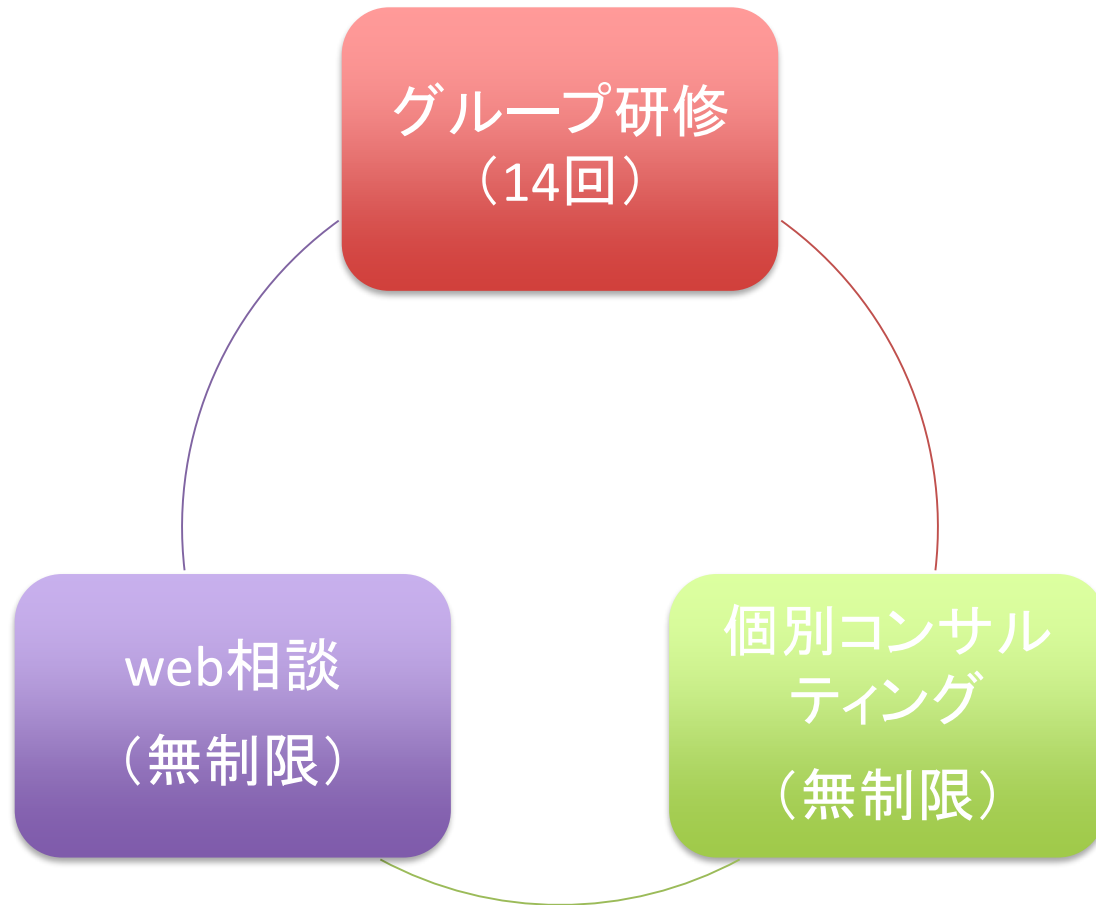 グループ研修
（14回）
個別コンサル
ティング
（無制限）
web相談
（無制限）